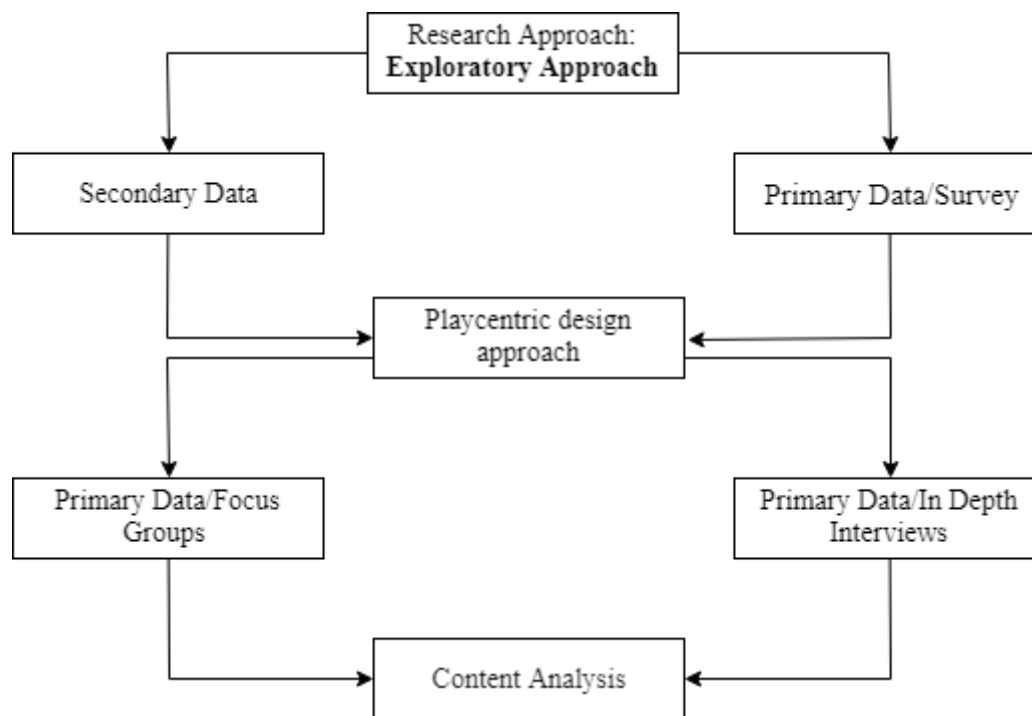 Research Approach:
Exploratory Approach
Secondary Data
Primary Data/Survey
Playcentric design
approach
Primary Data/Focus
Groups
Primary Data/In Depth
Interviews
Content Analysis